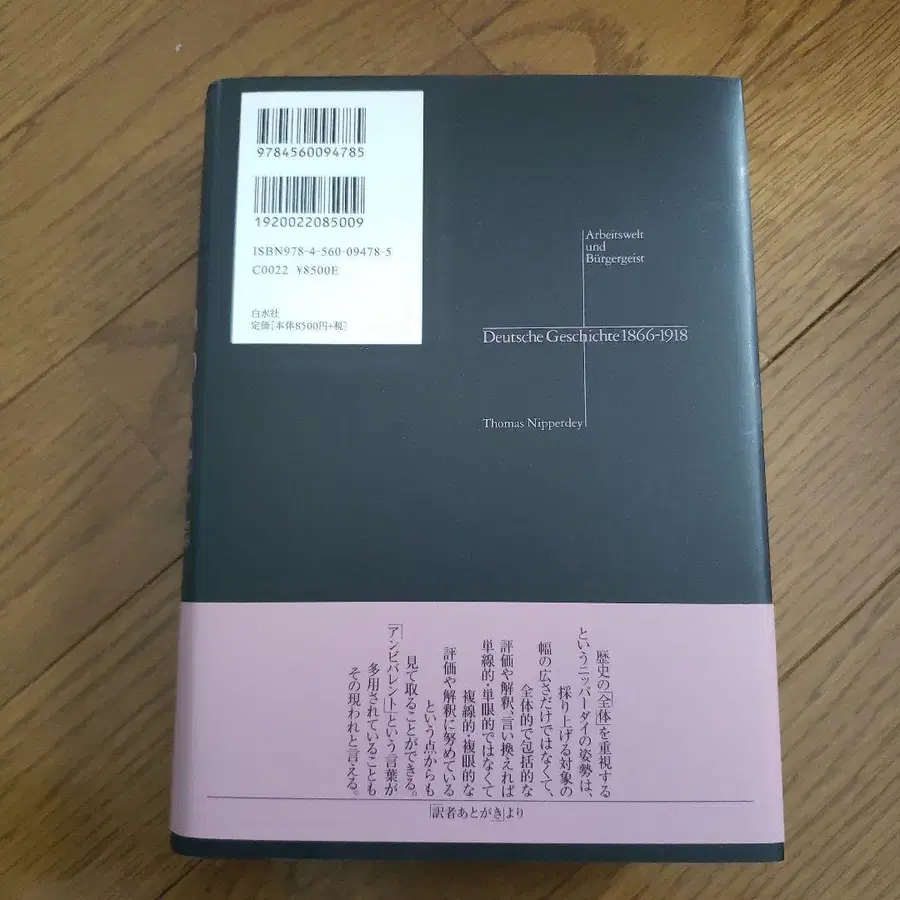 9784560094785
1920022085009
ISBN978-4-560-09478-5
C0022 ¥8500E
白水社
定価[本体8500円+税]
Arbeitswelt
und
Bürgergeist
Deutsche Geschichte 1866-1918
Thomas Nipperdey
歴史の「全体」を重視する
というニッパーダイの姿勢は、
採り上げる対象の
幅の広さだけではなくて、
全体的で包括的な
評価や解釈、言い換えれば
単線的・単眼的ではなくて
複線的・複眼的な
評価や解釈に努めている
という点からも
見て取ることができる。
「アンビバレント」という言葉が
多用されていることも
その現われと言える。
「訳者あとがき」より